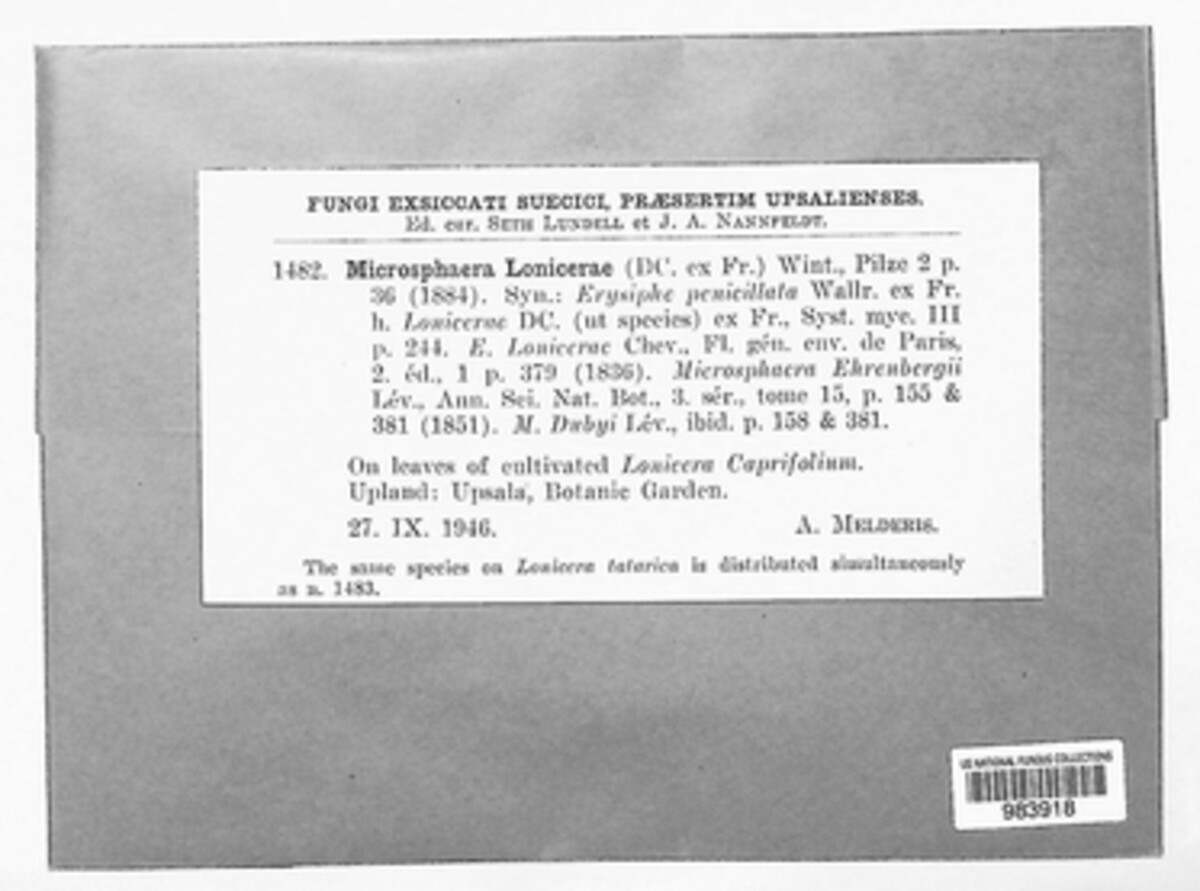 FUNGI EXSICCATI SUECICI, PRÆSERTIM UPSALIENSES.
Ed. cur. SETH LUNDELL et J. A. NANNFELDT.
1482. Microsphaera Lonicerae (DC. ex Fr.) Wint., Pilze 2 p.
36 (1884). Syn.: Erysiphe penicillata Wallr. ex Fr.
h. Lonicerae DC. (ut species) ex Fr., Syst. myc. III
p. 244. E. Lonicerae Chev., Fl. gén. env. de Paris,
2. éd., 1 p. 379 (1836). Microsphaera Ehrenbergii
Lév., Ann. Sci. Nat. Bot., 3. sér., tome 15, p. 155 &
381 (1851). M. Dubyi Lév., ibid. p. 158 & 381.
On leaves of cultivated Lonicera Caprifolium.
Upland: Upsala, Botanic Garden.
27. IX. 1946. A. MELDERIS.
The same species on Lonicera tatarica is distributed simultaneously
as n. 1483.
US NATIONAL FUNGUS COLLECTIONS
983918